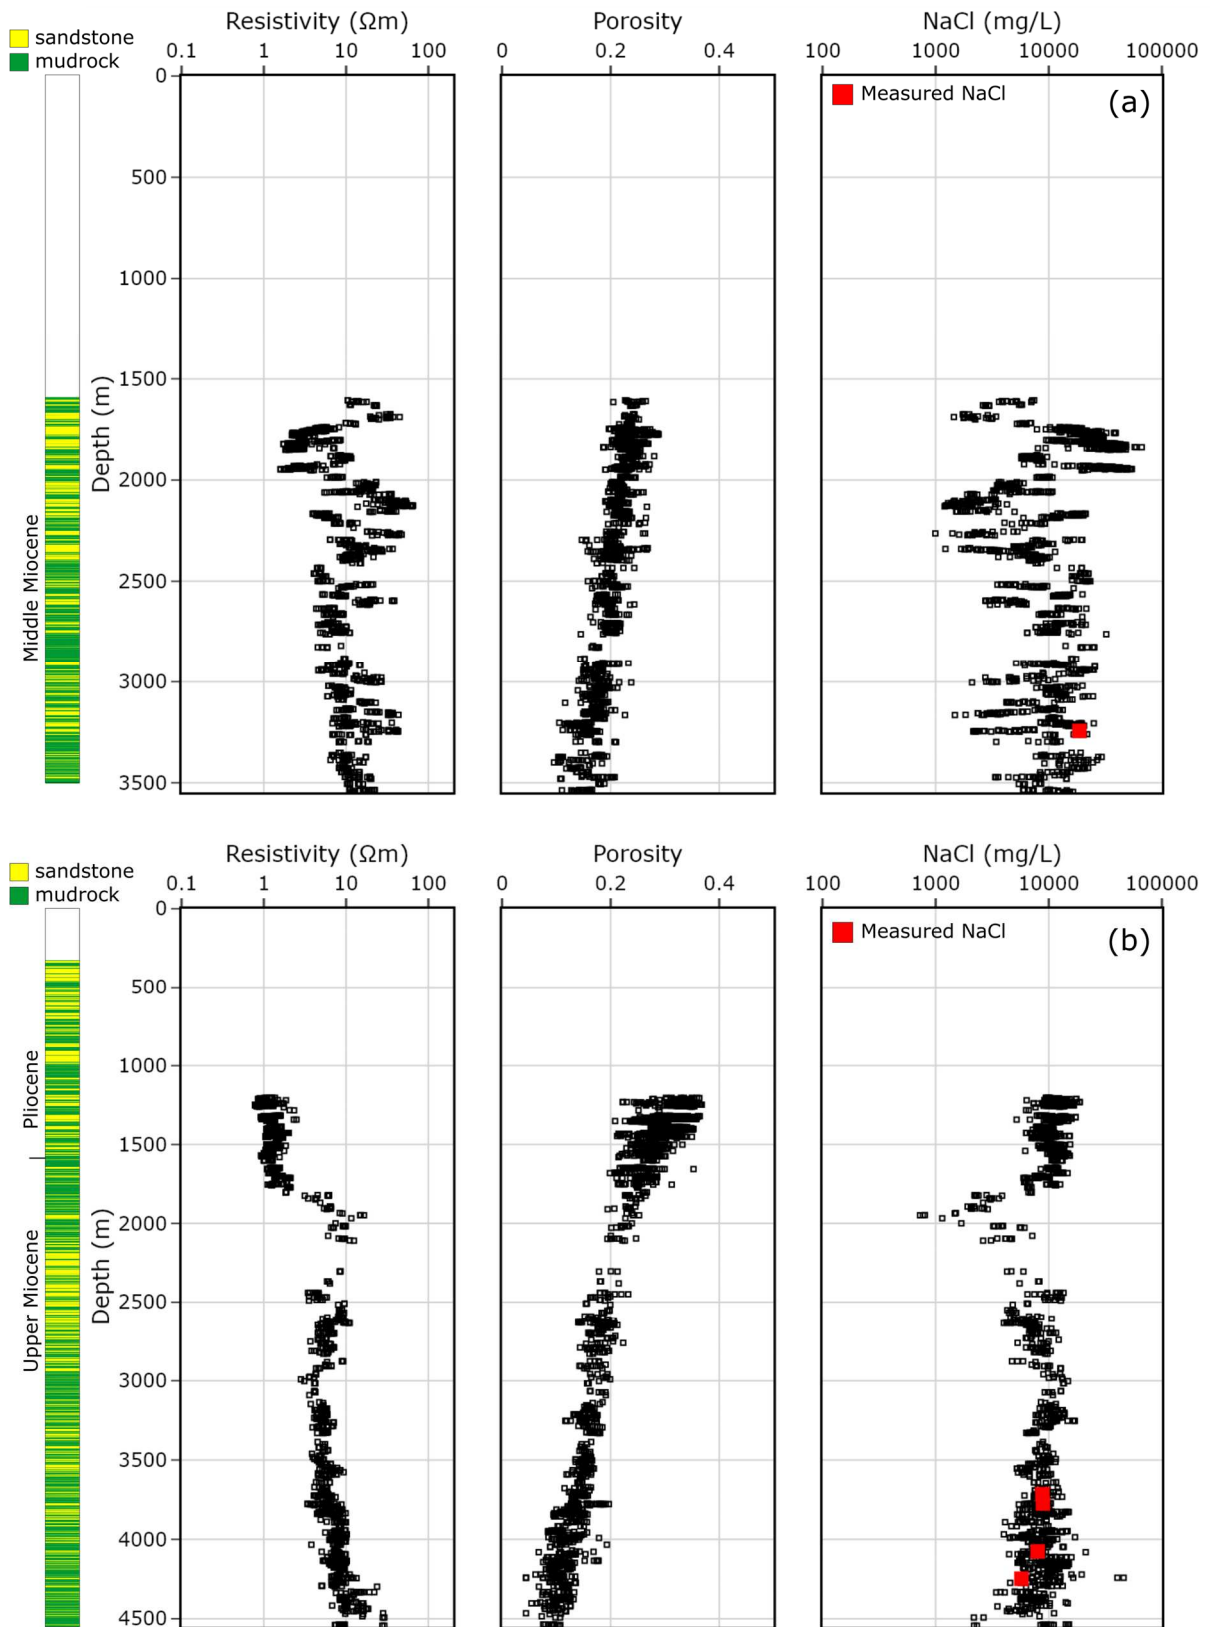 Resistivity (Ωm) Porosity NaCl (mg/L)
sandstone
mudrock
0.1 1 10 100 0 0.2 0.4 100 1000 10000 100000
0
Measured NaCl (a)
500
1000
1500
Depth (m)
2000
Middle Miocene
2500
3000
3500
Resistivity (Ωm) Porosity NaCl (mg/L)
sandstone
mudrock
0.1 1 10 100 0 0.2 0.4 100 1000 10000 100000
0
Measured NaCl (b)
500
1000
Pliocene
1500
2000
Depth (m)
Upper Miocene
2500
3000
3500
4000
4500